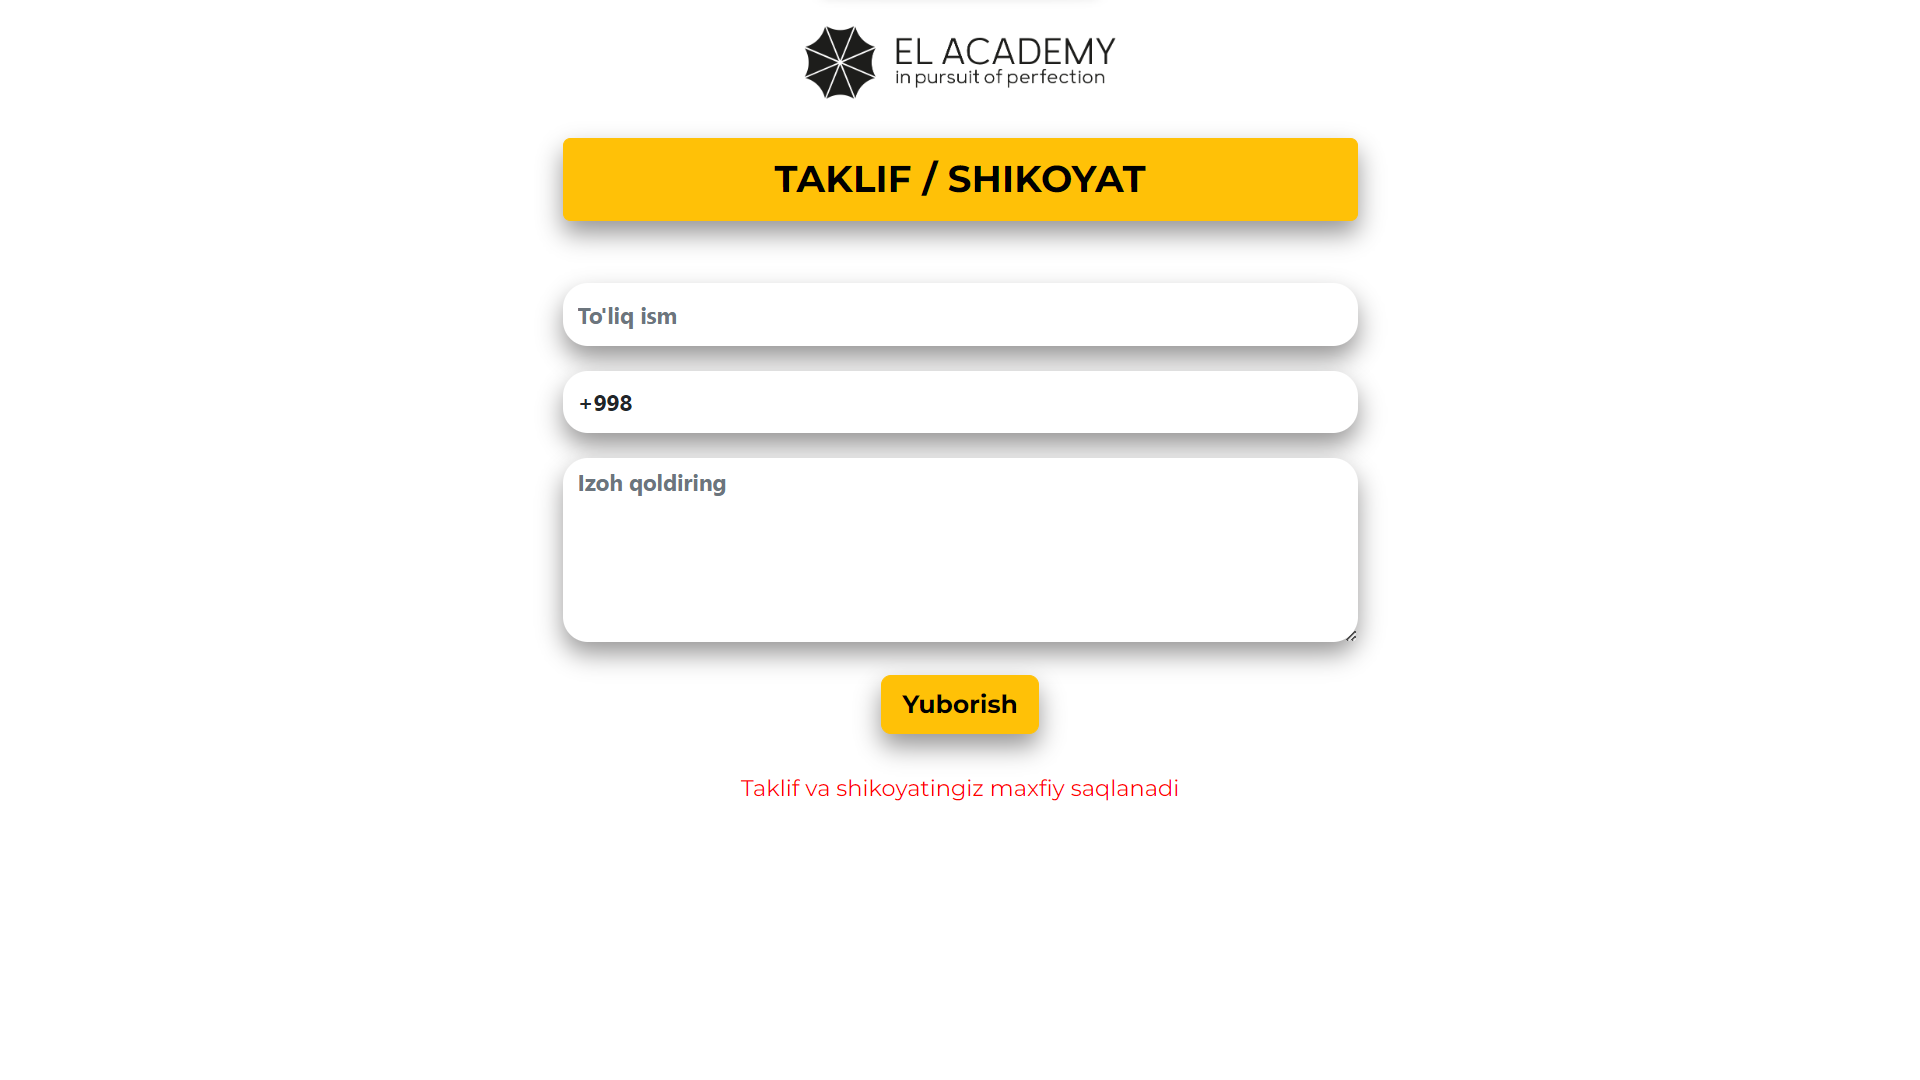 EL ACADEMY
in pursuit of perfection
TAKLIF / SHIKOYAT
To'liq ism
+998
Izoh qoldiring
Yuborish
Taklif va shikoyatingiz maxfiy saqlanadi